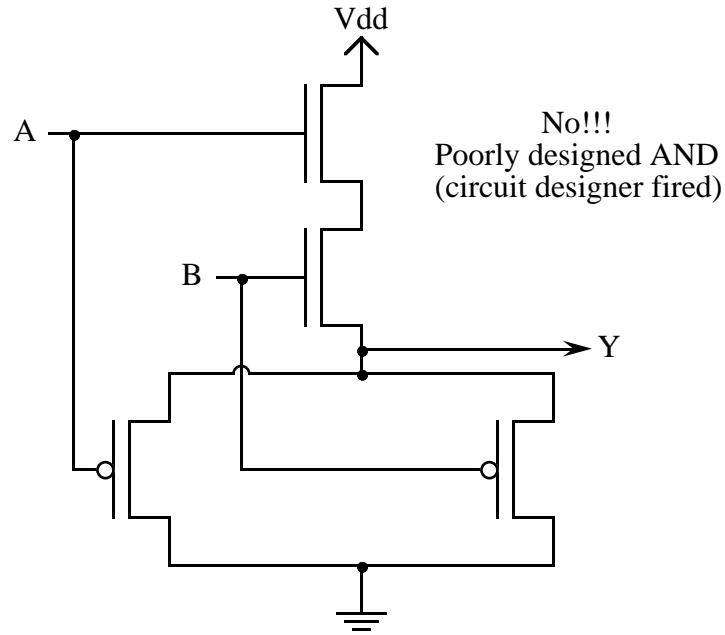 Vdd
A
No!!!
Poorly designed AND
(circuit designer fired)
B
Y